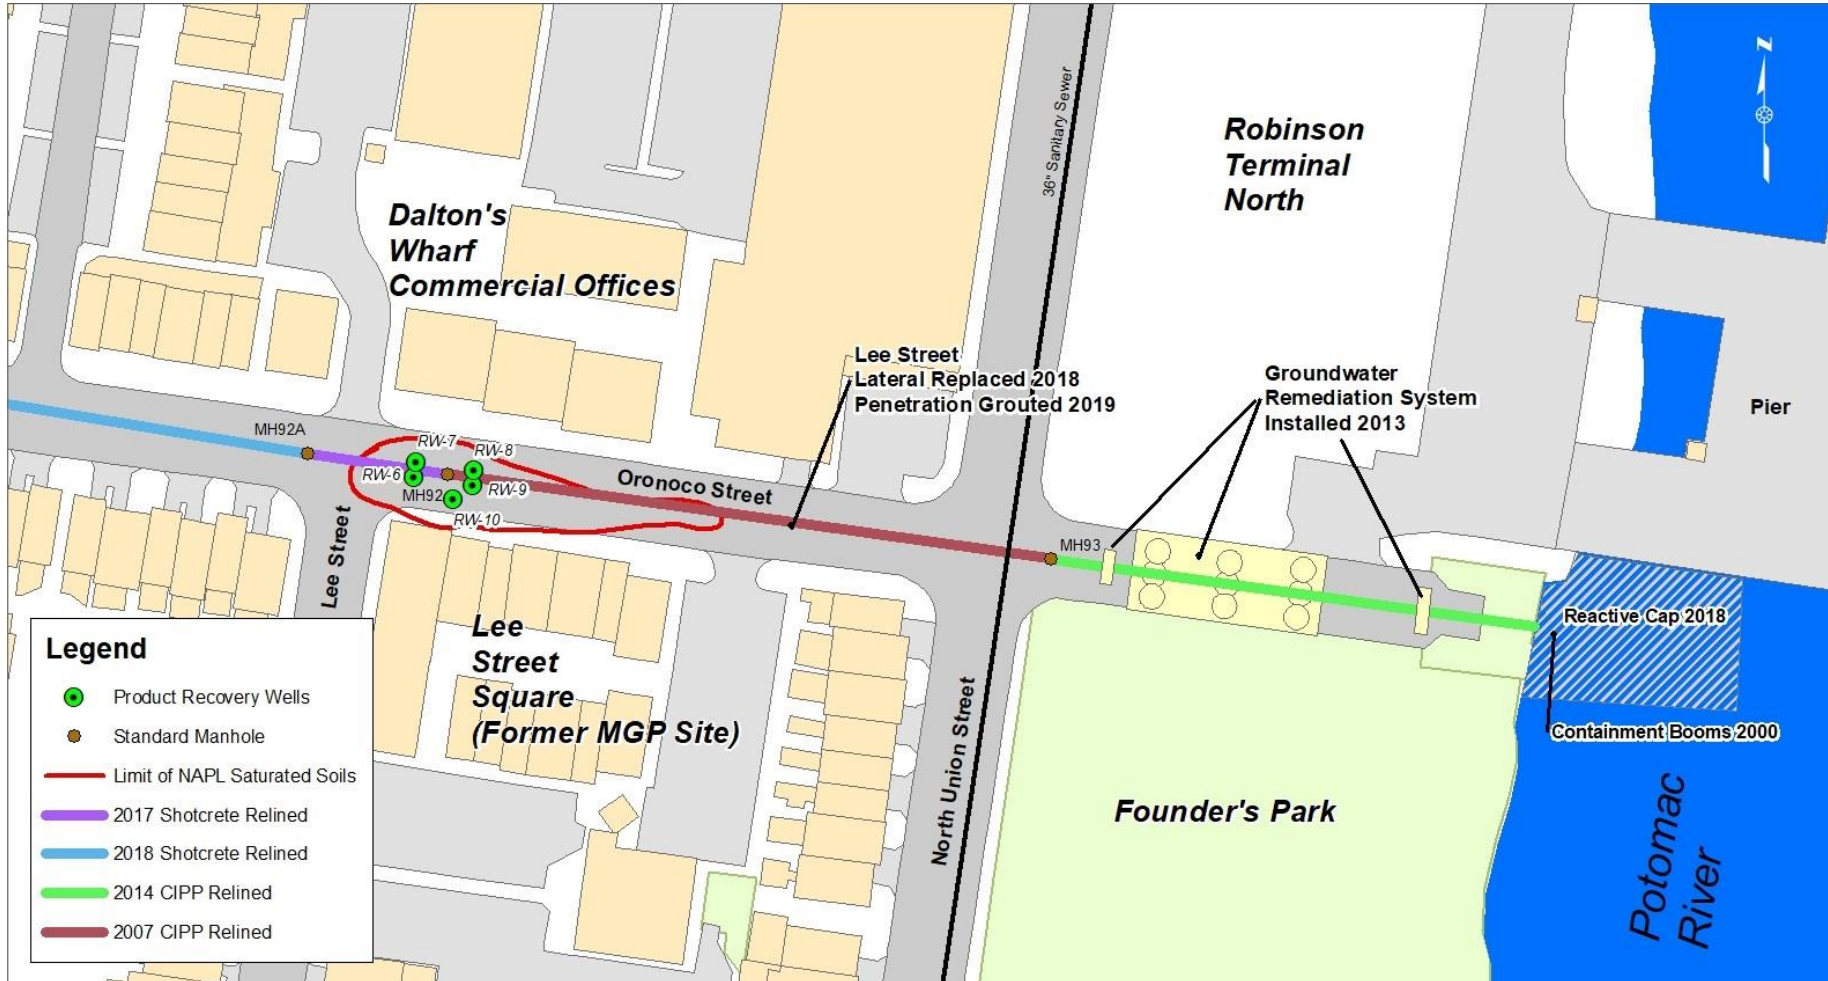 N
36" Sanitary Sewer
Robinson
Terminal
North
Dalton's
Wharf
Commercial Offices
Lee Street
Lateral Replaced 2018
Penetration Grouted 2019
Groundwater
Remediation System
Installed 2013
Pier
MH92A
RW-7
RW-8
RW-6
MH92
RW-9
RW-10
Oronoco Street
MH93
Lee Street
Reactive Cap 2018
Containment Booms 2000
Lee
Street
Square
(Former MGP Site)
North Union Street
Founder's Park
Potomac
River
Legend
Product Recovery Wells
Standard Manhole
Limit of NAPL Saturated Soils
2017 Shotcrete Relined
2018 Shotcrete Relined
2014 CIPP Relined
2007 CIPP Relined